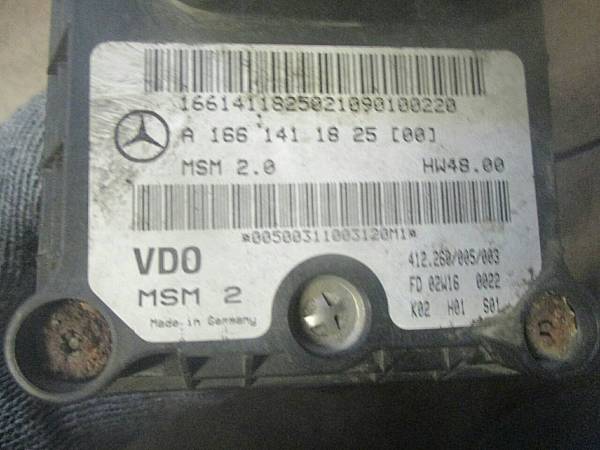 1661411825021090100220
A 166 141 18 25 [00]
MSM 2.0 HW48.00
*00500311003120M1*
VDO
MSM 2
Made in Germany
412.260/005/003
FD 02W16 0022
K02 H01 S01